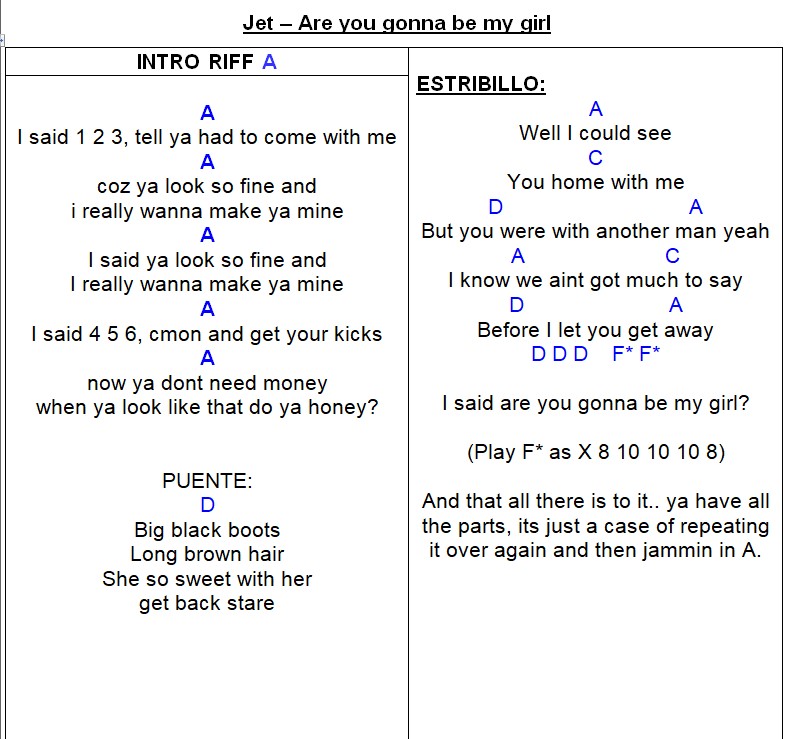 Jet – Are you gonna be my girl
INTRO RIFF A
A
I said 1 2 3, tell ya had to come with me
A
coz ya look so fine and
i really wanna make ya mine
A
I said ya look so fine and
I really wanna make ya mine
A
I said 4 5 6, cmon and get your kicks
A
now ya dont need money
when ya look like that do ya honey?
PUENTE:
D
Big black boots
Long brown hair
She so sweet with her
get back stare
ESTRIBILLO:
A
Well I could see
C
You home with me
D A
But you were with another man yeah
A C
I know we aint got much to say
D A
Before I let you get away
D D D F* F*
I said are you gonna be my girl?
(Play F* as X 8 10 10 10 8)
And that all there is to it.. ya have all
the parts, its just a case of repeating
it over again and then jammin in A.